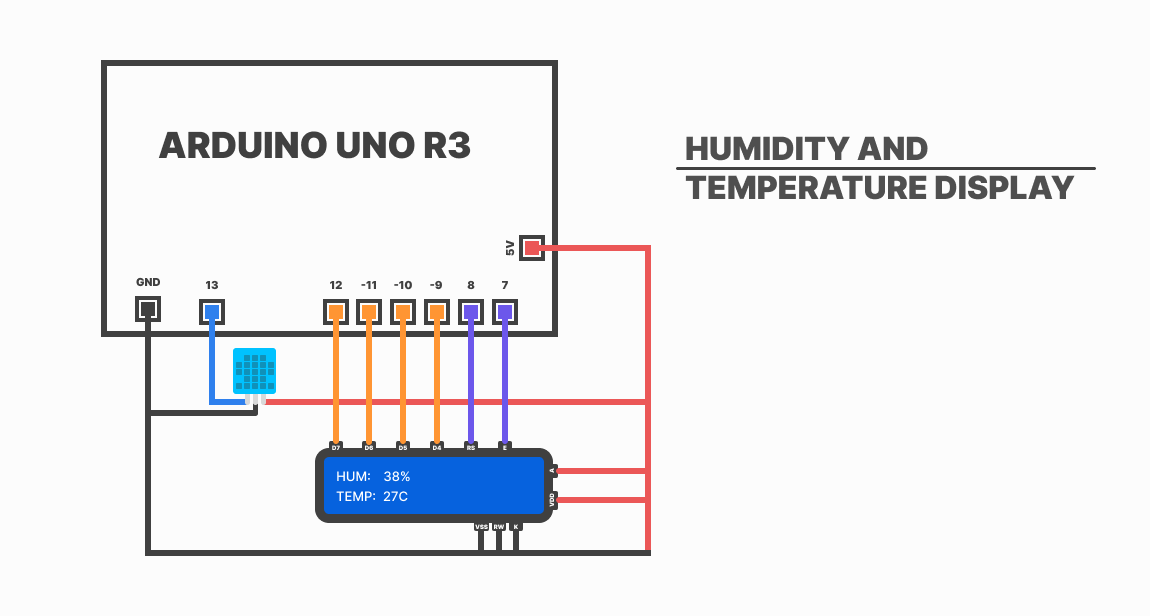 ARDUINO UNO R3
HUMIDITY AND
TEMPERATURE DISPLAY
5V
GND
13
12
-11
-10
-9
8
7
D7
D6
D5
D4
RS
E
HUM: 38%
TEMP: 27C
A
VDD
VSS
RW
K